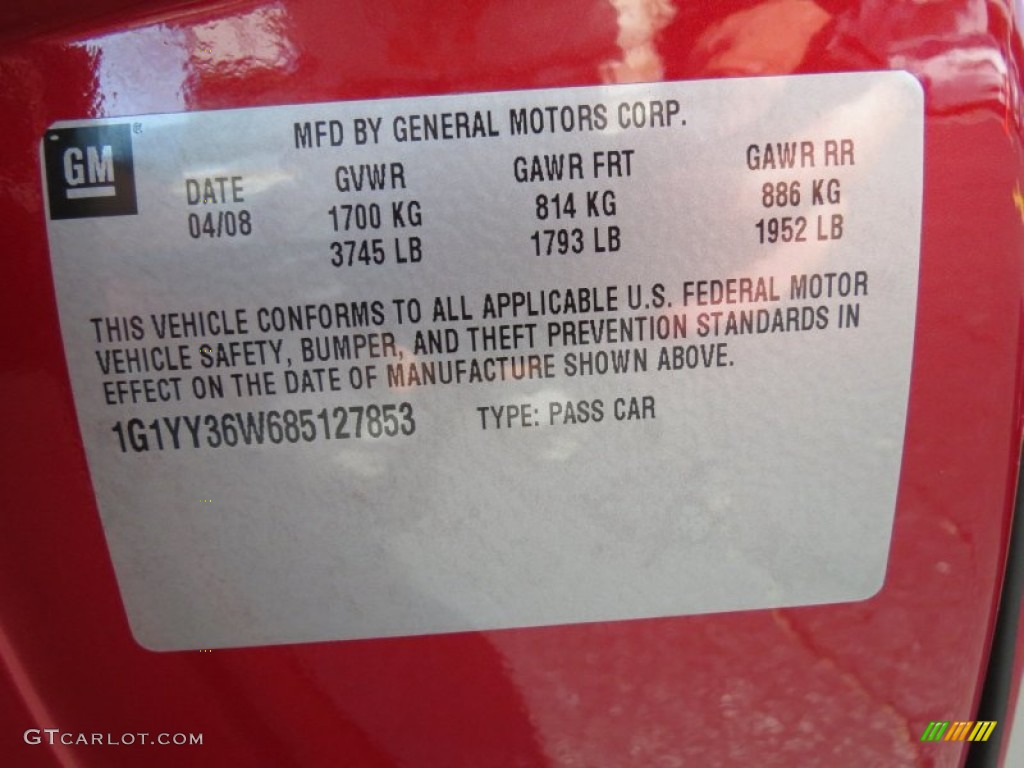 GM ®
MFD BY GENERAL MOTORS CORP.
DATE GVWR GAWR FRT GAWR RR
04/08 1700 KG 814 KG 886 KG
3745 LB 1793 LB 1952 LB
THIS VEHICLE CONFORMS TO ALL APPLICABLE U.S. FEDERAL MOTOR
VEHICLE SAFETY, BUMPER, AND THEFT PREVENTION STANDARDS IN
EFFECT ON THE DATE OF MANUFACTURE SHOWN ABOVE.
1G1YY36W685127853 TYPE: PASS CAR
GTCARLOT.COM